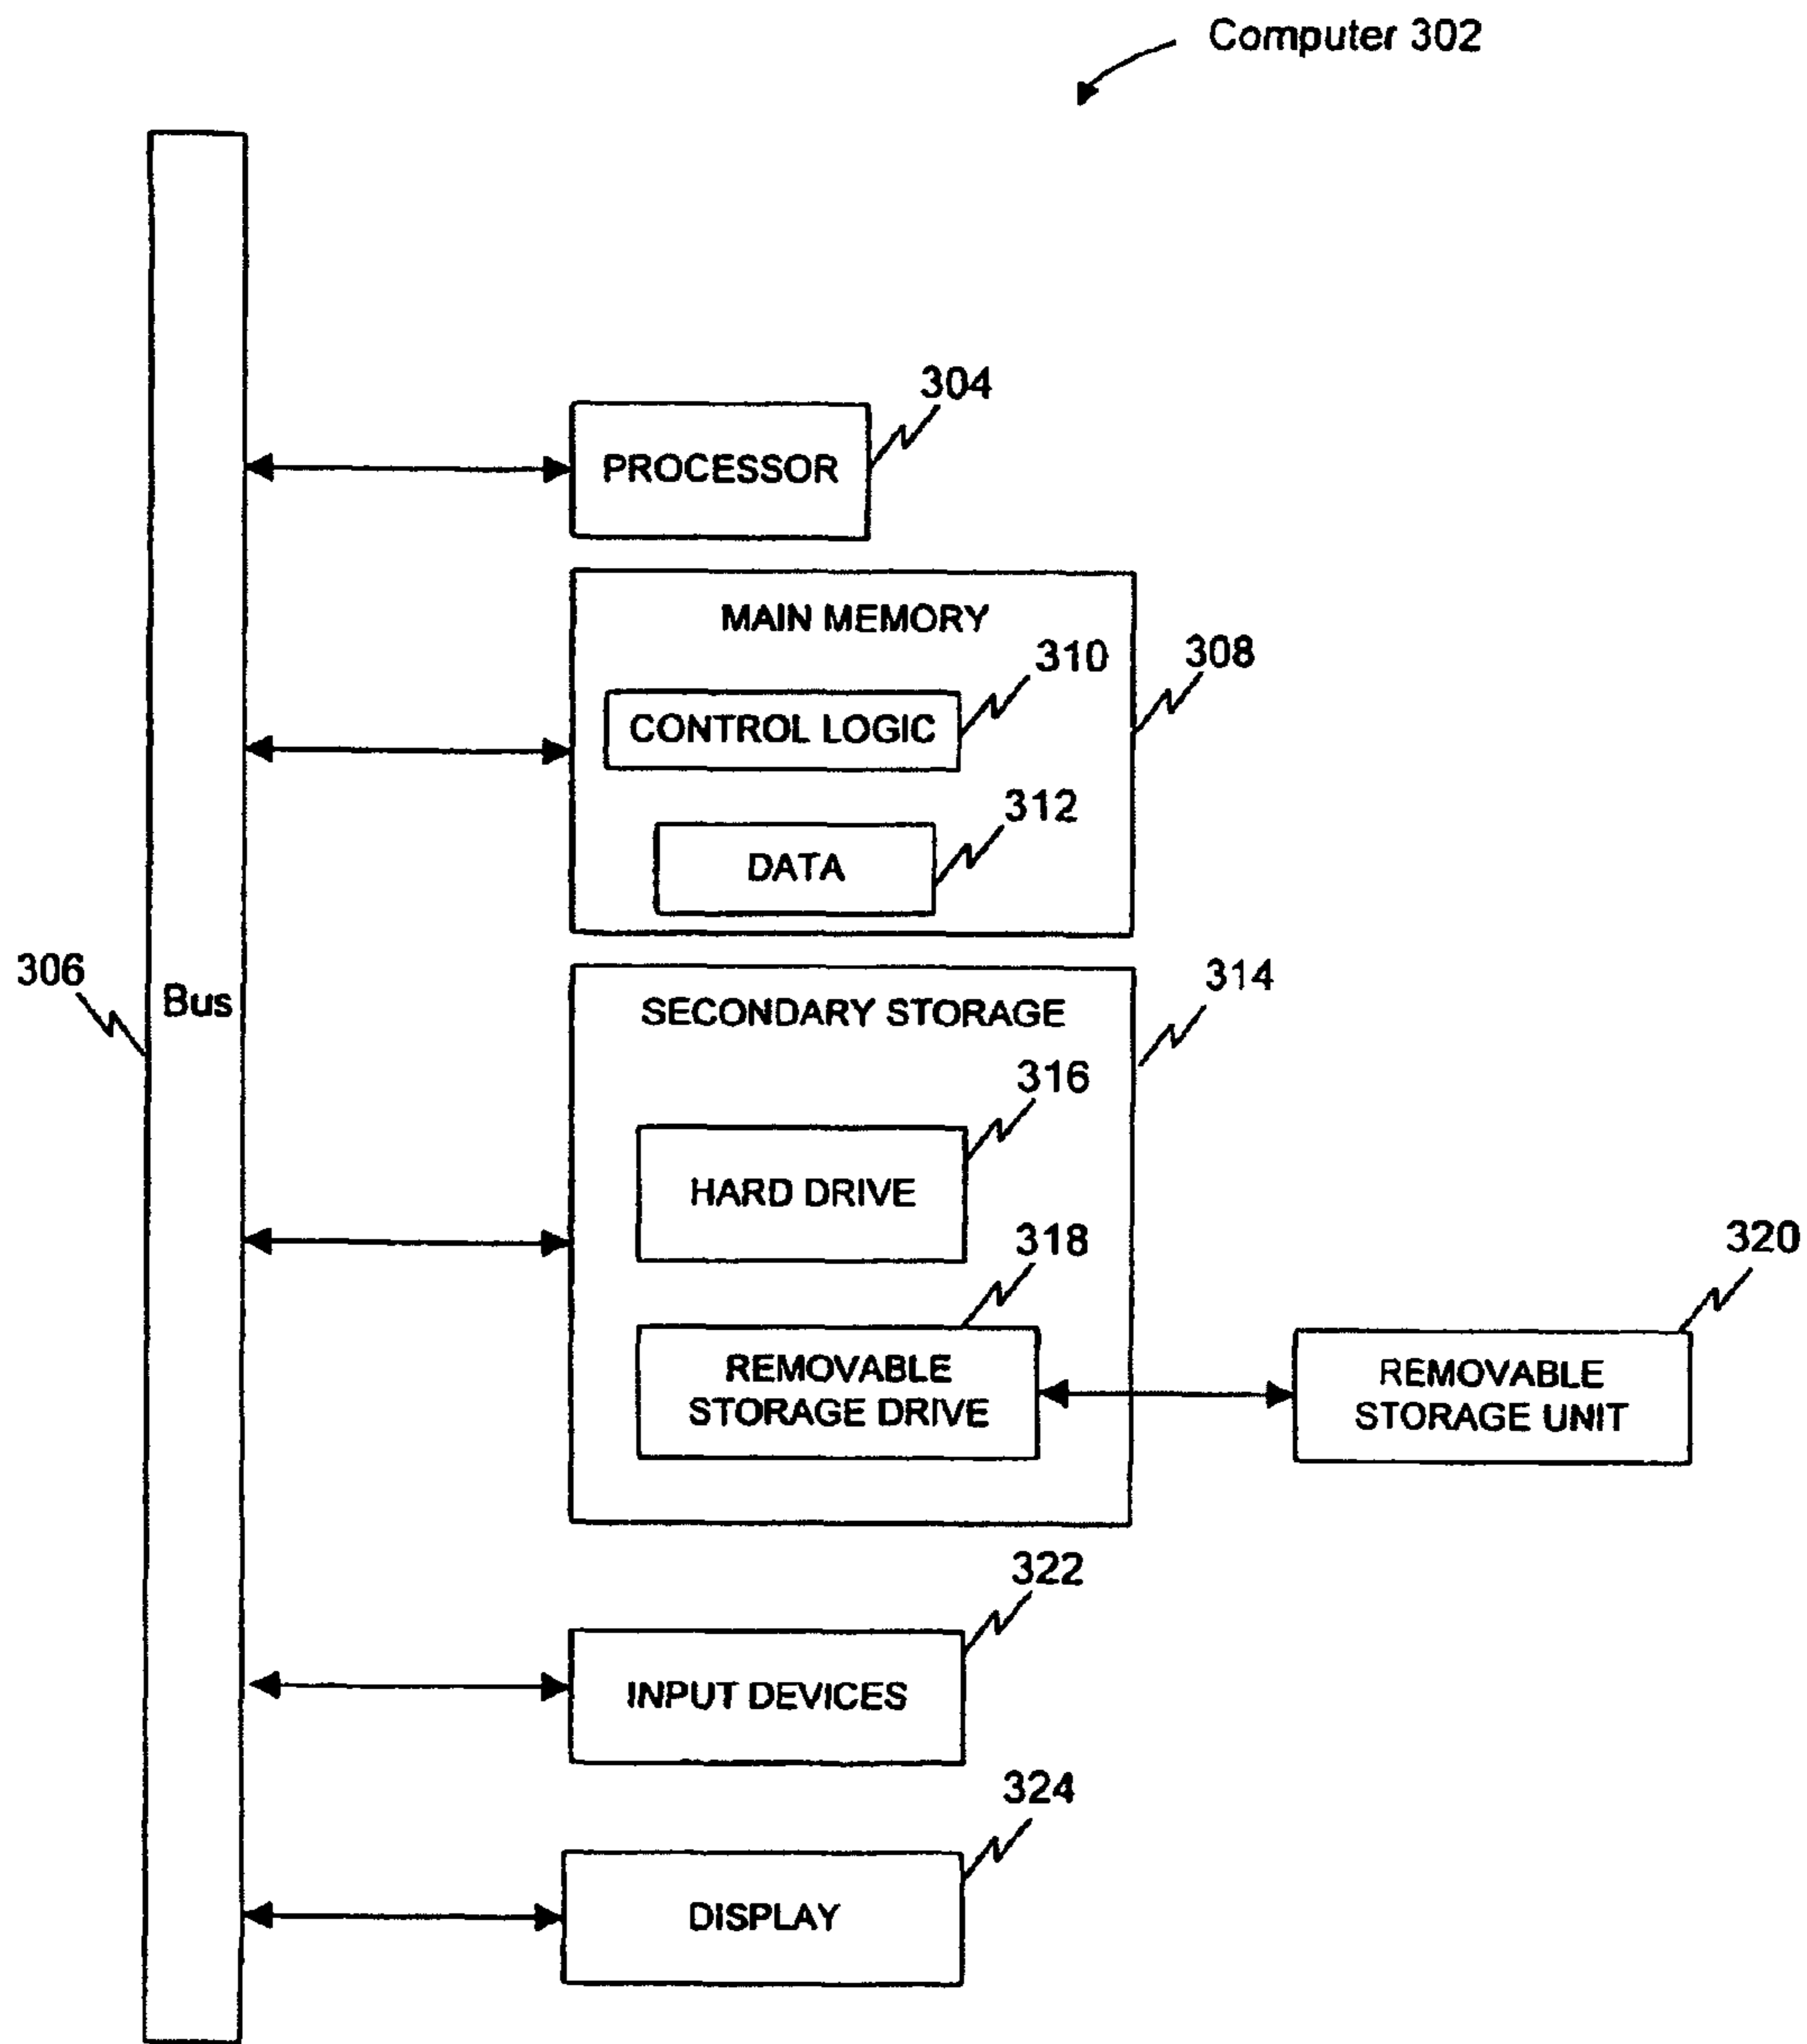 Computer 302
304
PROCESSOR
MAIN MEMORY
310
308
CONTROL LOGIC
312
DATA
306
Bus
314
SECONDARY STORAGE
316
HARD DRIVE
318
320
REMOVABLE
STORAGE DRIVE
REMOVABLE
STORAGE UNIT
322
INPUT DEVICES
324
DISPLAY